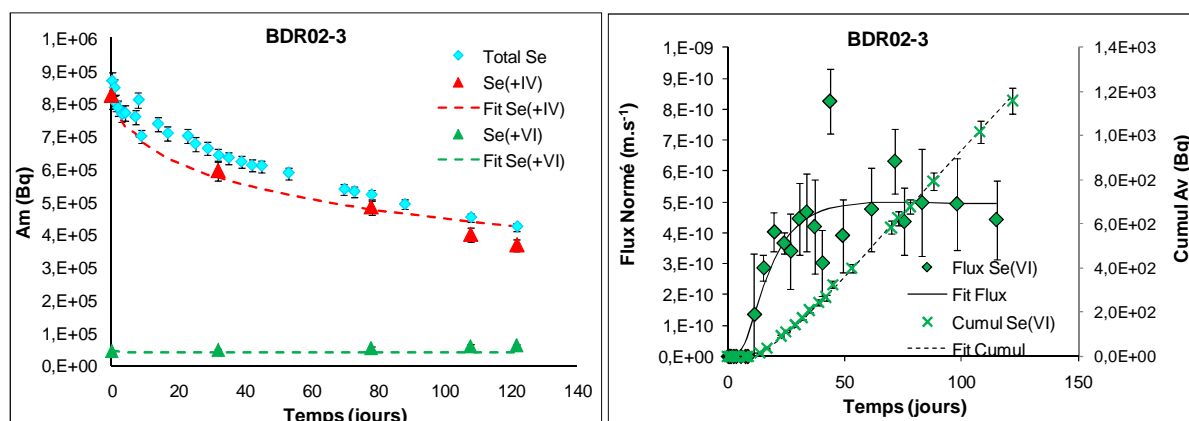 BDR02-3
Am (Bq)
1,E+06
9,E+05
8,E+05
7,E+05
6,E+05
5,E+05
4,E+05
3,E+05
2,E+05
1,E+05
0,E+00
0
20
40
60
80
100
120
140
Temps (jours)
Total Se
Se(+IV)
Fit Se(+IV)
Se(+VI)
Fit Se(+VI)
BDR02-3
Flux Normé (m.s-1)
1,E-09
9,E-10
8,E-10
7,E-10
6,E-10
5,E-10
4,E-10
3,E-10
2,E-10
1,E-10
0,E+00
0
50
100
150
Temps (jours)
1,4E+03
1,2E+03
1,0E+03
8,0E+02
6,0E+02
4,0E+02
2,0E+02
0,0E+00
Cumul Av (Bq)
Flux Se(VI)
Fit Flux
Cumul Se(VI)
Fit Cumul